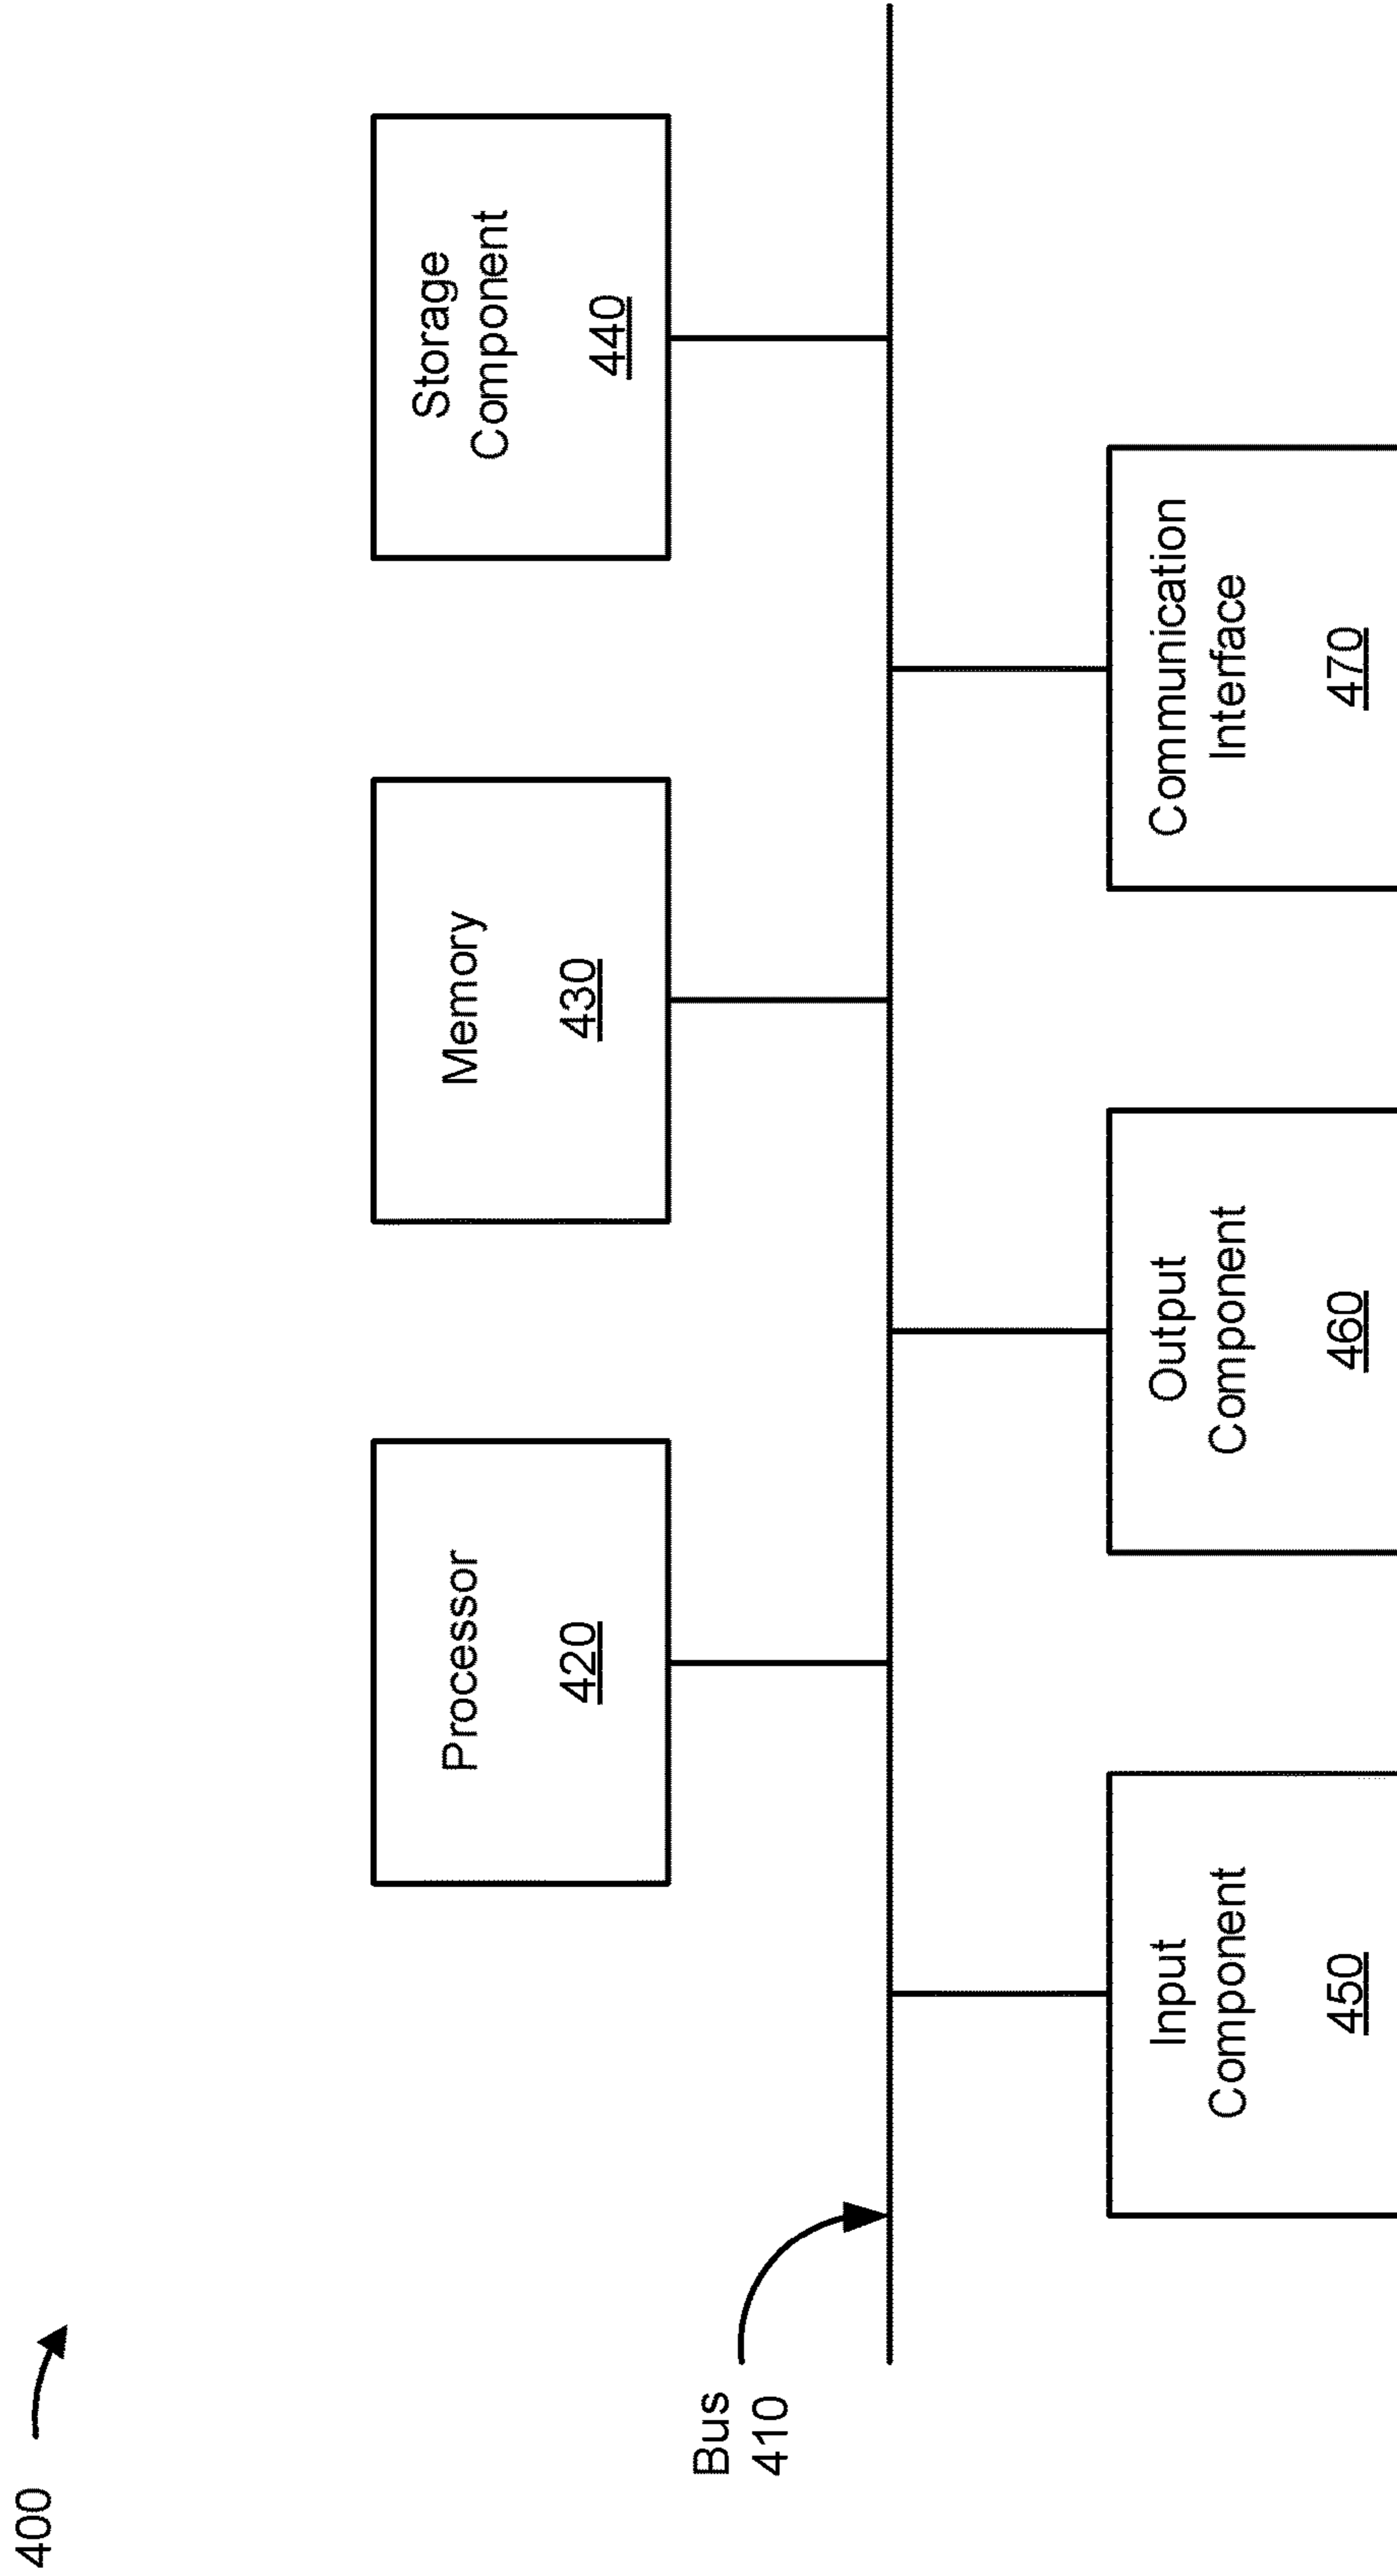 400
Processor
420
Memory
430
Storage
Component
440
Bus
410
Input
Component
450
Output
Component
460
Communication
Interface
470